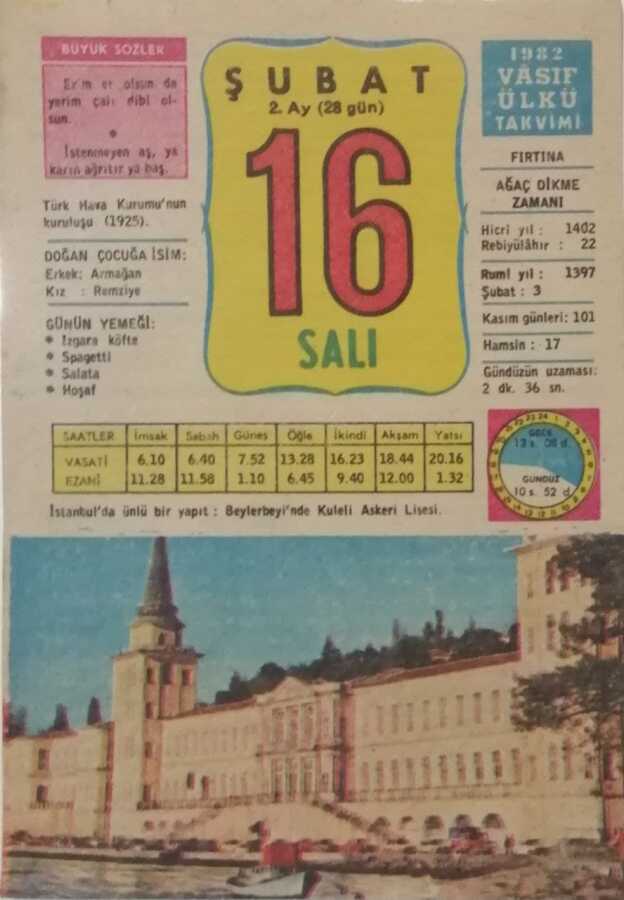 BÜYÜK SÖZLER
Er'm er olsun da
yerim çalı dibi ol-
sun.
*
İstenmeyen aş, ya
karın ağrıtır ya baş.
Türk Hava Kurumu'nun
kuruluşu (1925).
DOĞAN ÇOCUĞA İSİM:
Erkek: Armağan
Kız : Remziye
GÜNÜN YEMEĞİ:
* Izgara köfte
* Spagetti
* Salata
* Hoşaf
ŞUBAT
2. Ay (28 gün)
16
SALI
1982
VÂSIF
ÜLKÜ
TAKVİMİ
FIRTINA
AĞAÇ DİKME
ZAMANI
Hicrî yıl : 1402
Rebiyülâhır : 22
Rumî yıl : 1397
Şubat : 3
Kasım günleri: 101
Hamsin : 17
Gündüzün uzaması:
2 dk. 36 sn.
SAATLER İmsak Sabah Güneş Öğle İkindi Akşam Yatsı
VASATİ 6.10 6.40 7.52 13.28 16.23 18.44 20.16
EZANİ 11.28 11.58 1.10 6.45 9.40 12.00 1.32
GECE
13 s. 08 d.
GÜNDÜZ
10 s. 52 d.
İstanbul'da ünlü bir yapıt : Beylerbeyi'nde Kuleli Askeri Lisesi.